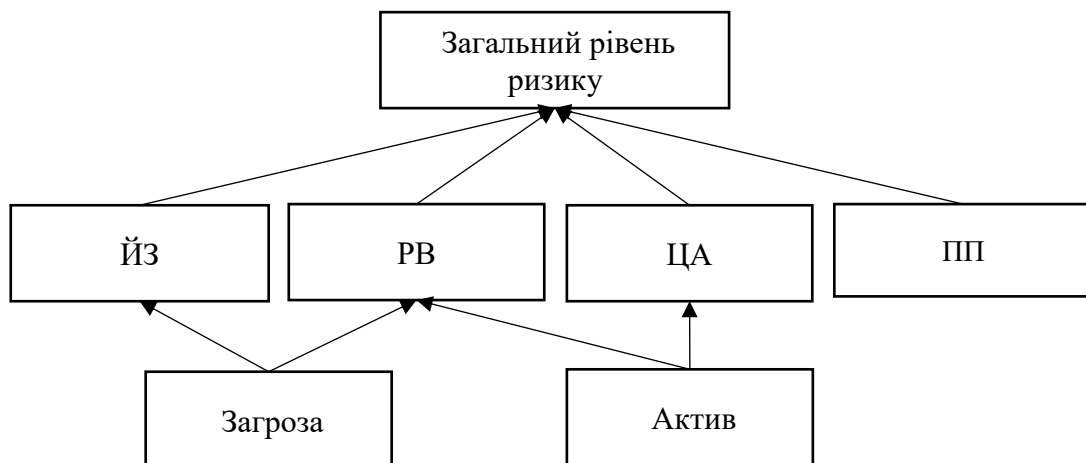 Загальний рівень
ризику
ЙЗ
РВ
ЦА
ПП
Загроза
Актив